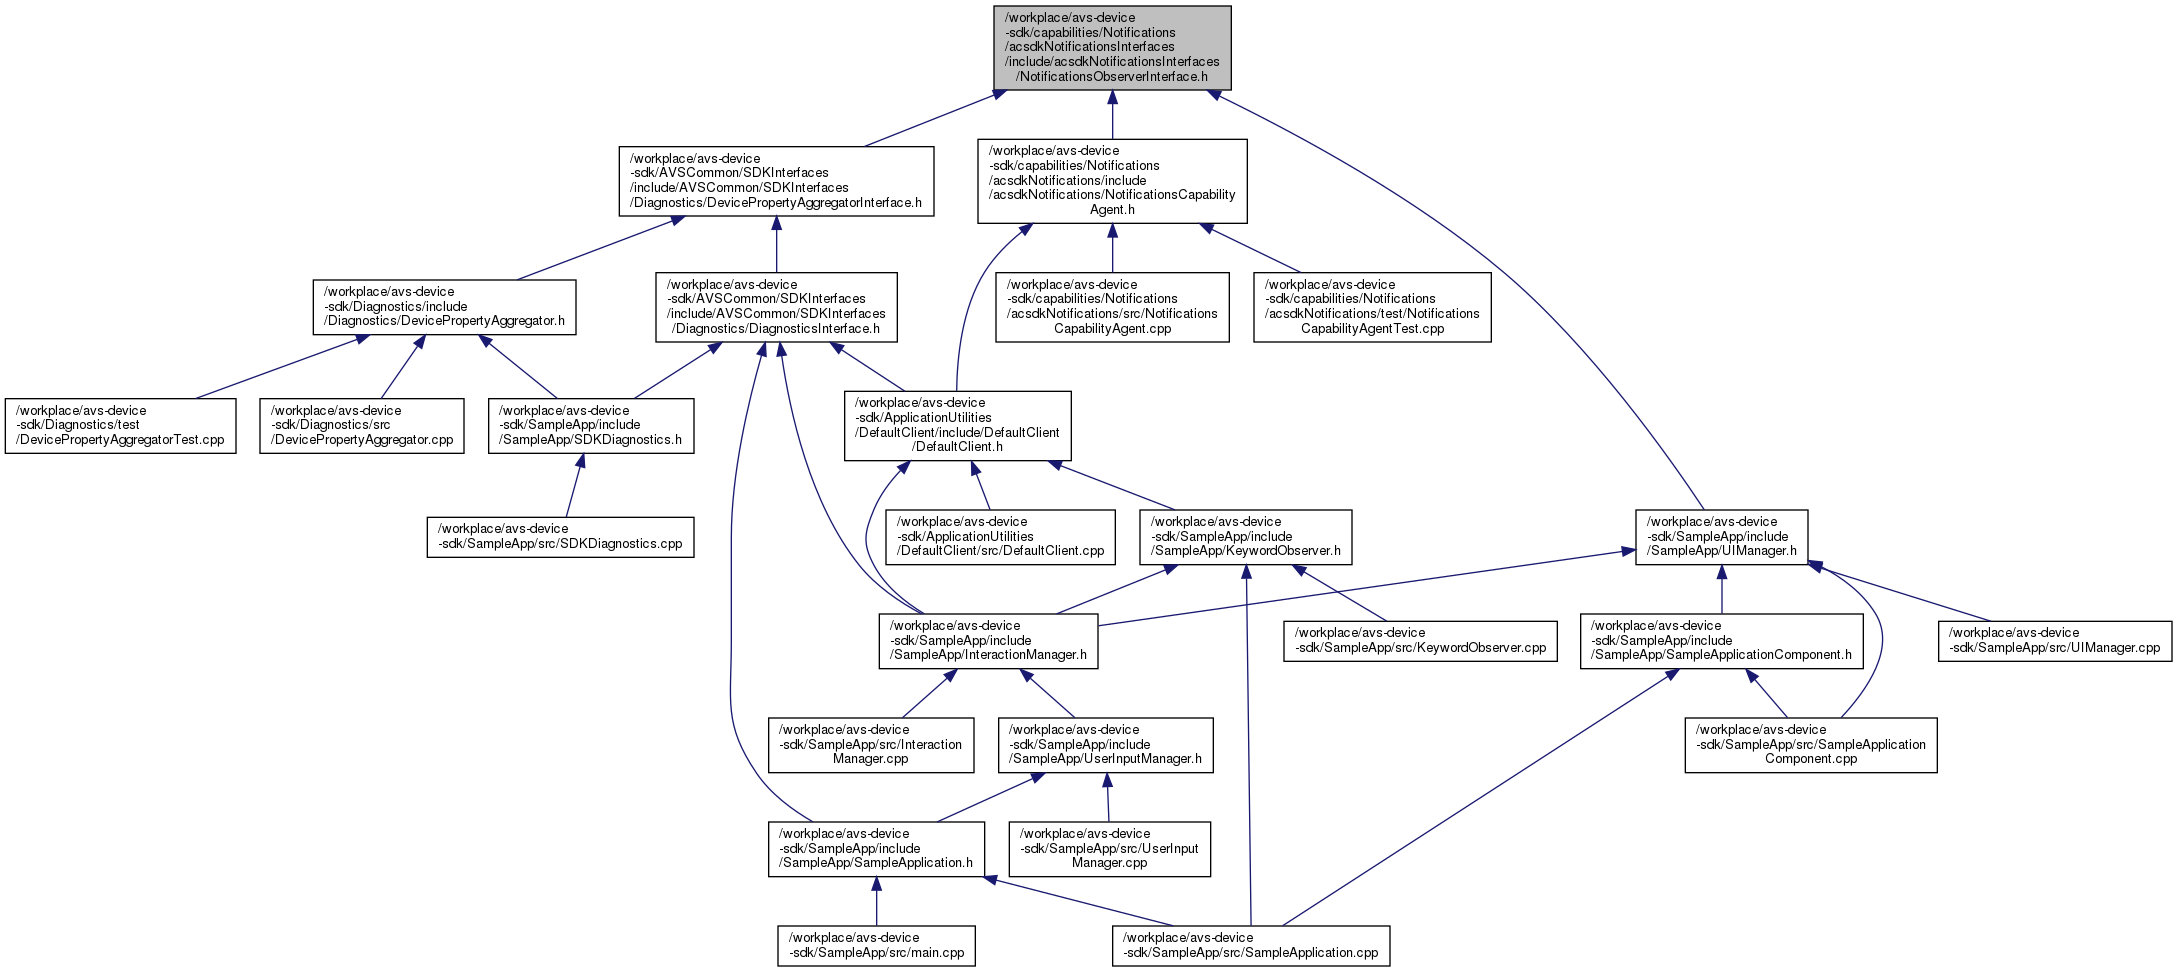 /workplace/avs-device
-sdk/capabilities/Notifications
/acsdkNotificationsInterfaces
/include/acsdkNotificationsInterfaces
/NotificationsObserverInterface.h
/workplace/avs-device
-sdk/AVSCommon/SDKInterfaces
/include/AVSCommon/SDKInterfaces
/Diagnostics/DevicePropertyAggregatorInterface.h
/workplace/avs-device
-sdk/capabilities/Notifications
/acsdkNotifications/include
/acsdkNotifications/NotificationsCapability
Agent.h
/workplace/avs-device
-sdk/Diagnostics/include
/Diagnostics/DevicePropertyAggregator.h
/workplace/avs-device
-sdk/AVSCommon/SDKInterfaces
/include/AVSCommon/SDKInterfaces
/Diagnostics/DiagnosticsInterface.h
/workplace/avs-device
-sdk/capabilities/Notifications
/acsdkNotifications/src/Notifications
CapabilityAgent.cpp
/workplace/avs-device
-sdk/capabilities/Notifications
/acsdkNotifications/test/Notifications
CapabilityAgentTest.cpp
/workplace/avs-device
-sdk/Diagnostics/test
/DevicePropertyAggregatorTest.cpp
/workplace/avs-device
-sdk/Diagnostics/src
/DevicePropertyAggregator.cpp
/workplace/avs-device
-sdk/SampleApp/include
/SampleApp/SDKDiagnostics.h
/workplace/avs-device
-sdk/ApplicationUtilities
/DefaultClient/include/DefaultClient
/DefaultClient.h
/workplace/avs-device
-sdk/SampleApp/src/SDKDiagnostics.cpp
/workplace/avs-device
-sdk/ApplicationUtilities
/DefaultClient/src/DefaultClient.cpp
/workplace/avs-device
-sdk/SampleApp/include
/SampleApp/KeywordObserver.h
/workplace/avs-device
-sdk/SampleApp/include
/SampleApp/UIManager.h
/workplace/avs-device
-sdk/SampleApp/include
/SampleApp/InteractionManager.h
/workplace/avs-device
-sdk/SampleApp/src/KeywordObserver.cpp
/workplace/avs-device
-sdk/SampleApp/include
/SampleApp/SampleApplicationComponent.h
/workplace/avs-device
-sdk/SampleApp/src/UIManager.cpp
/workplace/avs-device
-sdk/SampleApp/src/Interaction
Manager.cpp
/workplace/avs-device
-sdk/SampleApp/include
/SampleApp/UserInputManager.h
/workplace/avs-device
-sdk/SampleApp/src/SampleApplication
Component.cpp
/workplace/avs-device
-sdk/SampleApp/include
/SampleApp/SampleApplication.h
/workplace/avs-device
-sdk/SampleApp/src/UserInput
Manager.cpp
/workplace/avs-device
-sdk/SampleApp/src/main.cpp
/workplace/avs-device
-sdk/SampleApp/src/SampleApplication.cpp